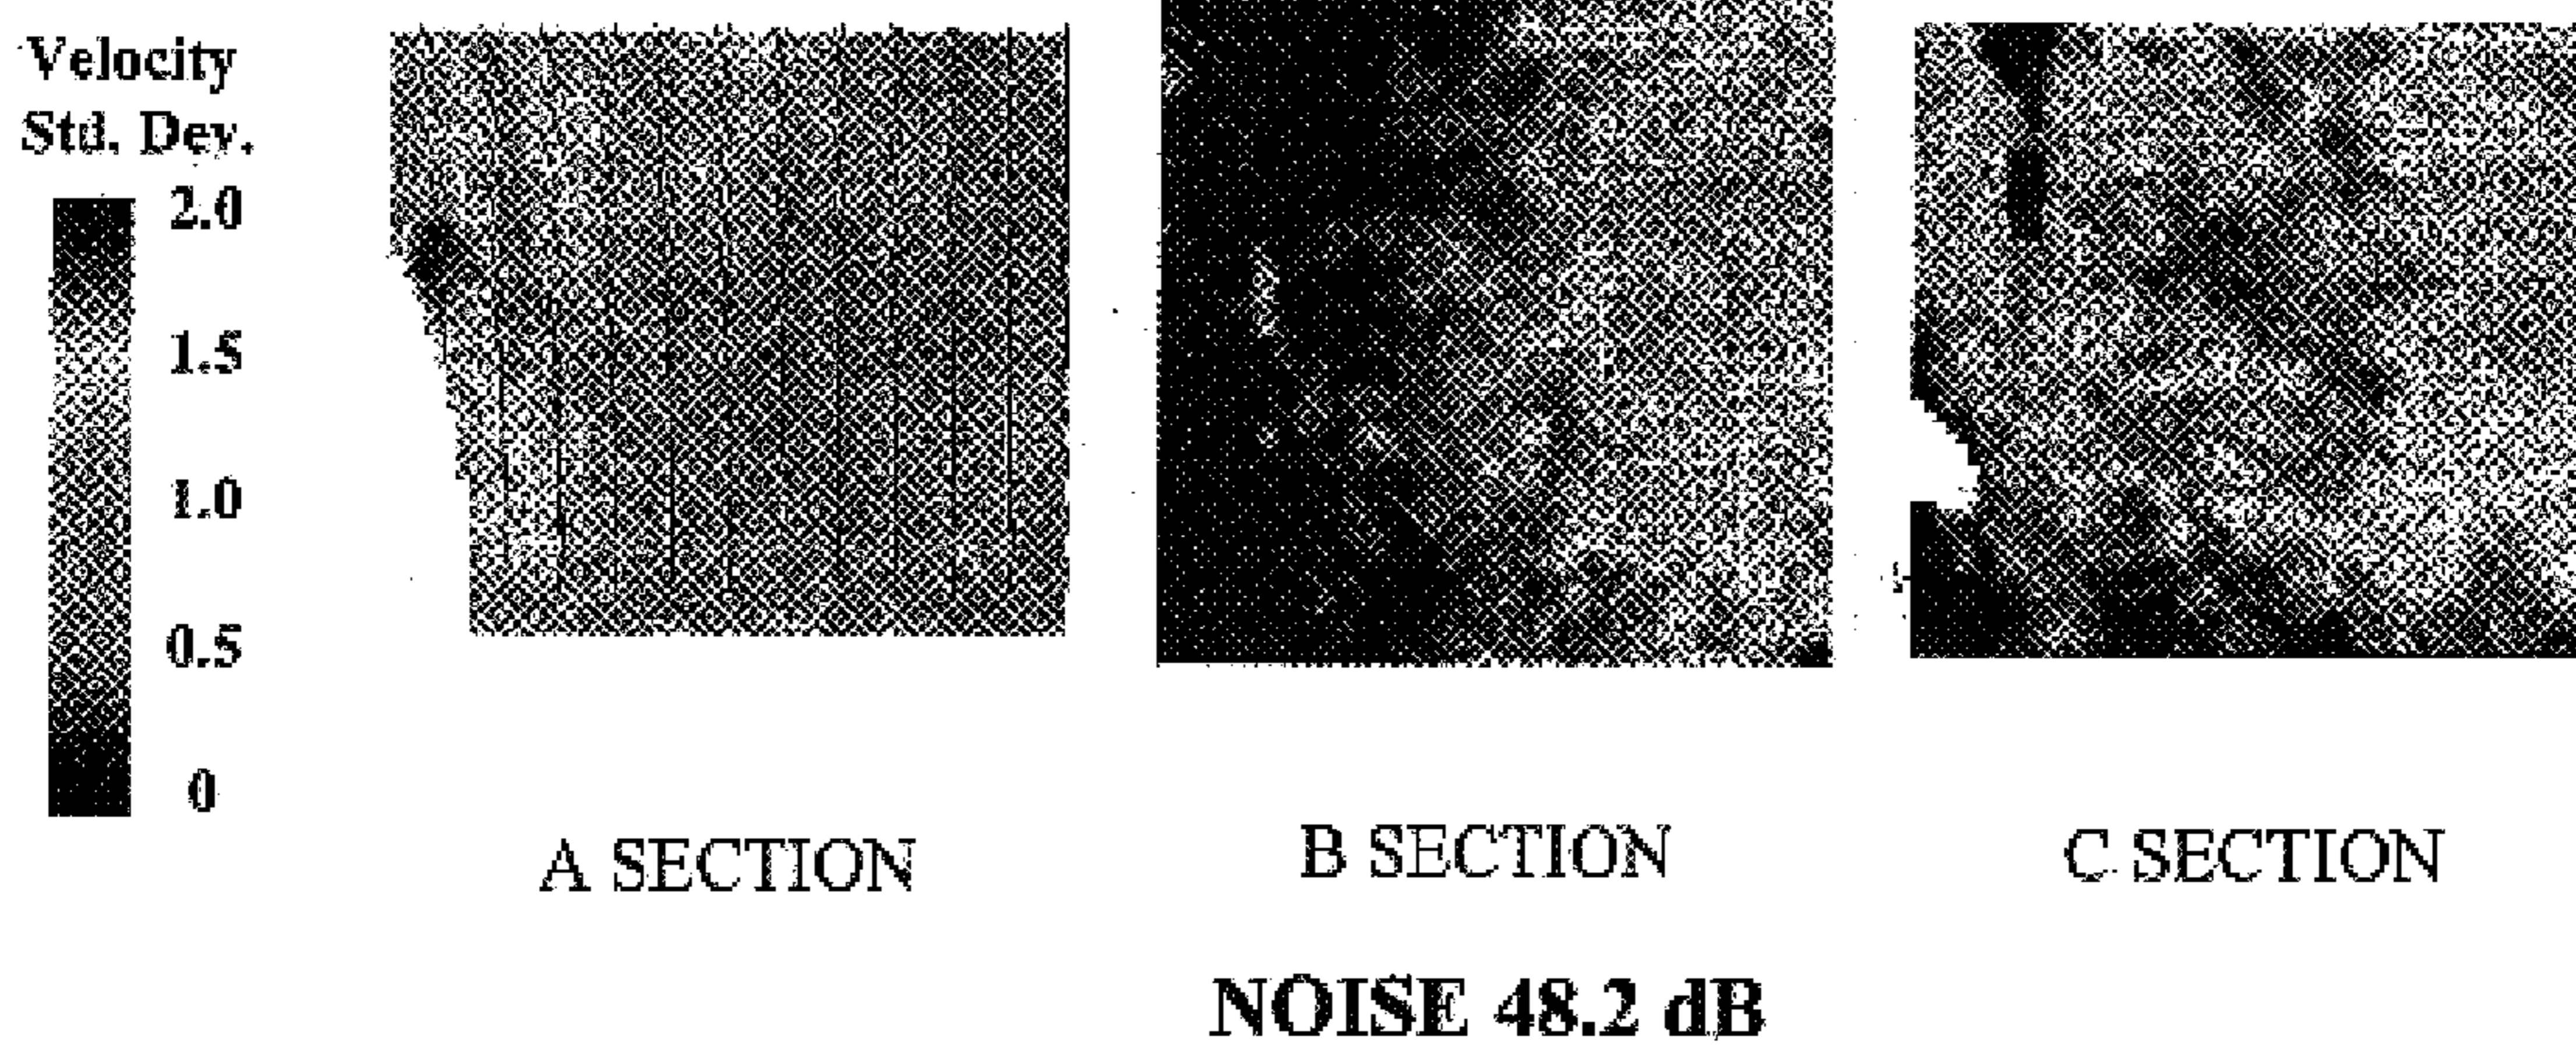 Velocity
Std. Dev.
2.0
1.5
1.0
0.5
0
A SECTION
B SECTION
C SECTION
NOISE 48.2 dB